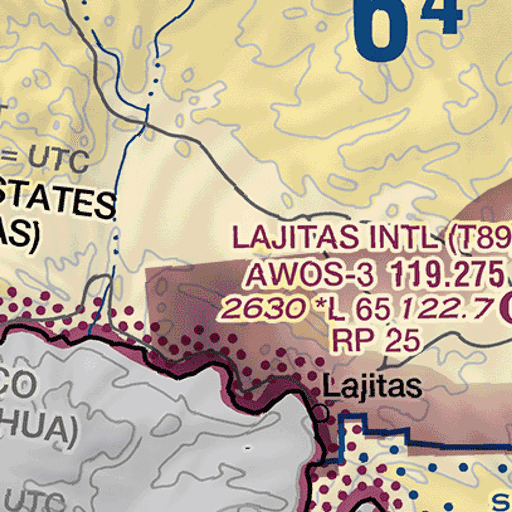 6⁴
= UTC
STATES
AS)
LAJITAS INTL (T89
AWOS-3 119.275
2630 *L 65 122.7 C
RP 25
Lajitas
CO
HUA)
UTC
S